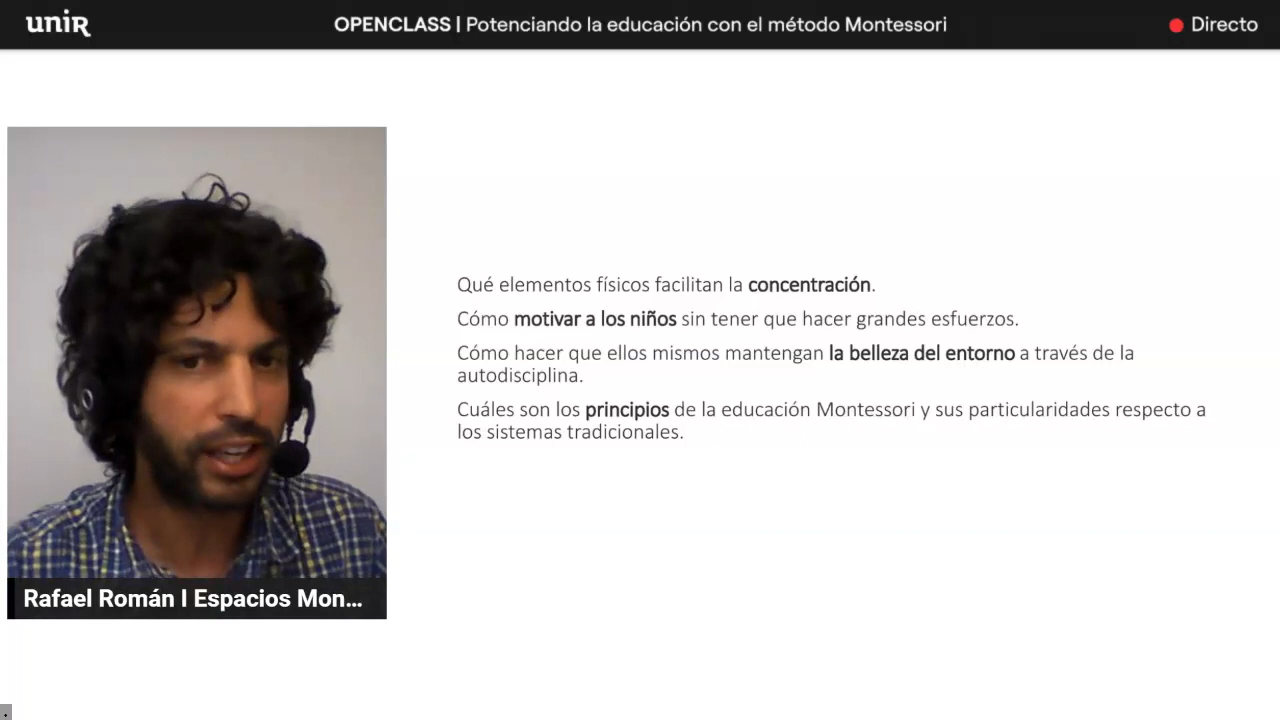 unir
OPENCLASS | Potenciando la educación con el método Montessori
Directo
Qué elementos físicos facilitan la concentración.
Cómo motivar a los niños sin tener que hacer grandes esfuerzos.
Cómo hacer que ellos mismos mantengan la belleza del entorno a través de la
autodisciplina.
Cuáles son los principios de la educación Montessori y sus particularidades respecto a
los sistemas tradicionales.
Rafael Román I Espacios Mon...